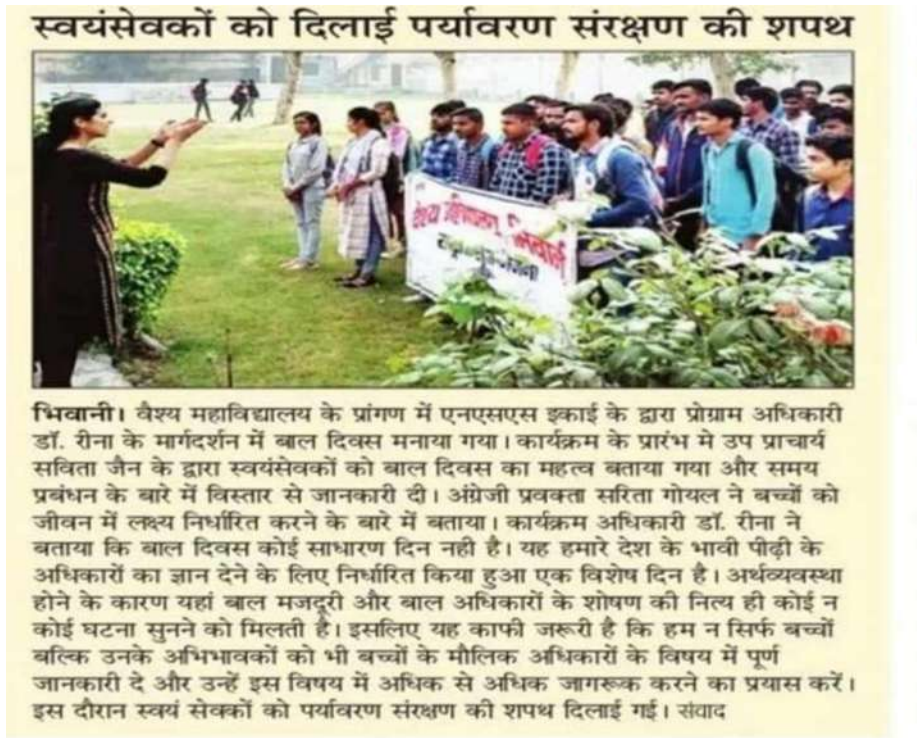 स्वयंसेवकों को दिलाई पर्यावरण संरक्षण की शपथ
वैश्य महाविद्यालय, भिवानी
भिवानी। वैश्य महाविद्यालय के प्रांगण में एनएसएस इकाई के द्वारा प्रोग्राम अधिकारी
डॉ. रीना के मार्गदर्शन में बाल दिवस मनाया गया। कार्यक्रम के प्रारंभ मे उप प्राचार्य
सविता जैन के द्वारा स्वयंसेवकों को बाल दिवस का महत्व बताया गया और समय
प्रबंधन के बारे में विस्तार से जानकारी दी। अंग्रेजी प्रवक्ता सरिता गोयल ने बच्चों को
जीवन में लक्ष्य निर्धारित करने के बारे में बताया। कार्यक्रम अधिकारी डॉ. रीना ने
बताया कि बाल दिवस कोई साधारण दिन नही है। यह हमारे देश के भावी पीढ़ी के
अधिकारों का ज्ञान देने के लिए निर्धारित किया हुआ एक विशेष दिन है। अर्थव्यवस्था
होने के कारण यहां बाल मजदूरी और बाल अधिकारों के शोषण की नित्य ही कोई न
कोई घटना सुनने को मिलती है। इसलिए यह काफी जरूरी है कि हम न सिर्फ बच्चों
बल्कि उनके अभिभावकों को भी बच्चों के मौलिक अधिकारों के विषय में पूर्ण
जानकारी दे और उन्हें इस विषय में अधिक से अधिक जागरूक करने का प्रयास करें।
इस दौरान स्वयं सेवकों को पर्यावरण संरक्षण की शपथ दिलाई गई। संवाद